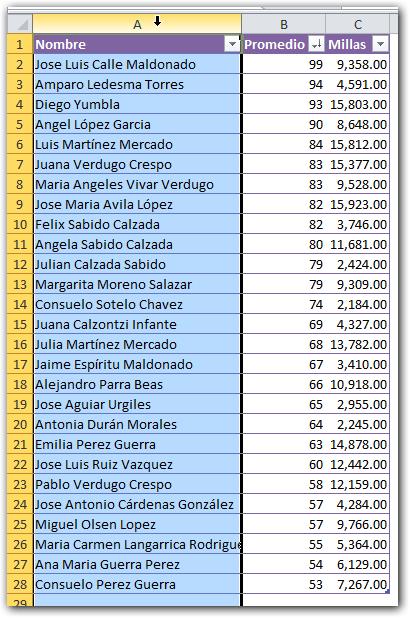 A B C
1 Nombre Promedio Millas
2 Jose Luis Calle Maldonado 99 9,358.00
3 Amparo Ledesma Torres 94 4,591.00
4 Diego Yumbla 93 15,803.00
5 Angel López Garcia 90 8,648.00
6 Luis Martínez Mercado 84 15,812.00
7 Juana Verdugo Crespo 83 15,377.00
8 Maria Angeles Vivar Verdugo 83 9,528.00
9 Jose Maria Avila López 82 15,923.00
10 Felix Sabido Calzada 82 3,746.00
11 Angela Sabido Calzada 80 11,681.00
12 Julian Calzada Sabido 79 2,424.00
13 Margarita Moreno Salazar 79 9,309.00
14 Consuelo Sotelo Chavez 74 2,184.00
15 Juana Calzontzi Infante 69 4,327.00
16 Julia Martínez Mercado 68 13,782.00
17 Jaime Espíritu Maldonado 67 3,410.00
18 Alejandro Parra Beas 66 10,918.00
19 Jose Aguiar Urgiles 65 2,955.00
20 Antonia Durán Morales 64 2,245.00
21 Emilia Perez Guerra 63 14,878.00
22 Jose Luis Ruiz Vazquez 60 12,442.00
23 Pablo Verdugo Crespo 58 12,159.00
24 Jose Antonio Cárdenas González 57 4,284.00
25 Miguel Olsen Lopez 57 9,766.00
26 Maria Carmen Langarrica Rodrigue 55 5,364.00
27 Ana Maria Guerra Perez 54 6,129.00
28 Consuelo Perez Guerra 53 7,267.00
29